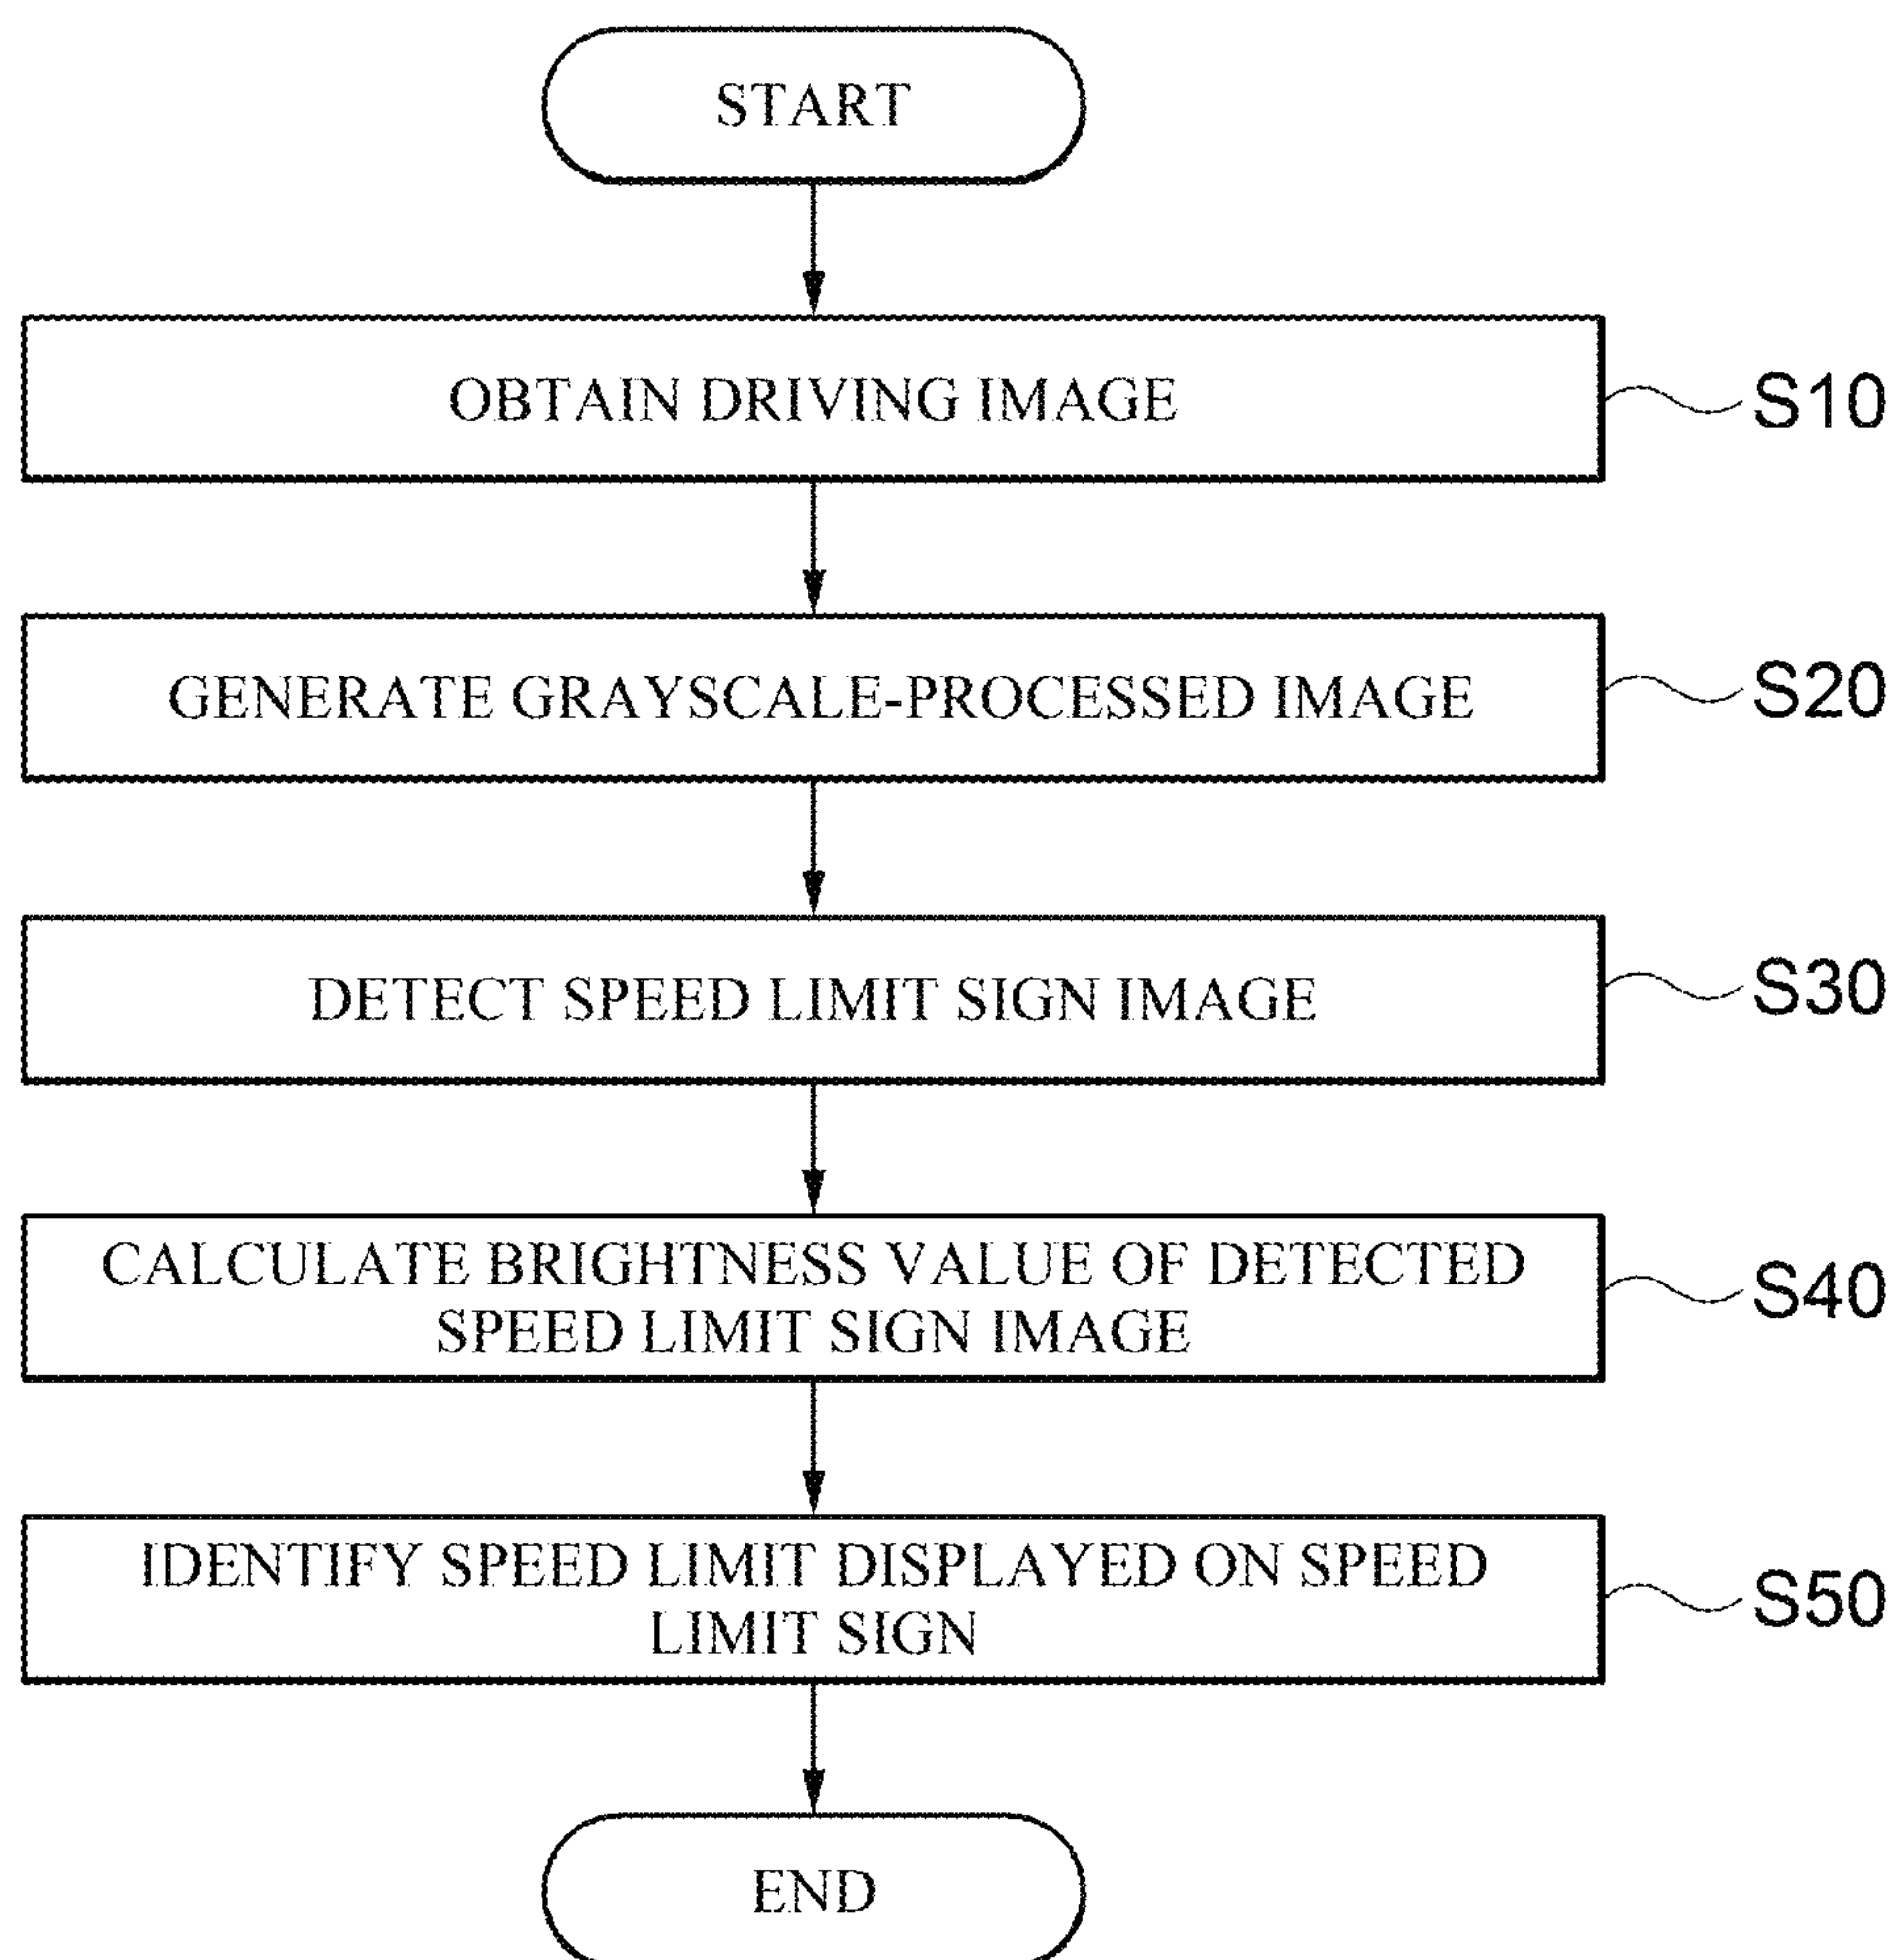 START
OBTAIN DRIVING IMAGE
S10
GENERATE GRAYSCALE-PROCESSED IMAGE
S20
DETECT SPEED LIMIT SIGN IMAGE
S30
CALCULATE BRIGHTNESS VALUE OF DETECTED
SPEED LIMIT SIGN IMAGE
S40
IDENTIFY SPEED LIMIT DISPLAYED ON SPEED
LIMIT SIGN
S50
END